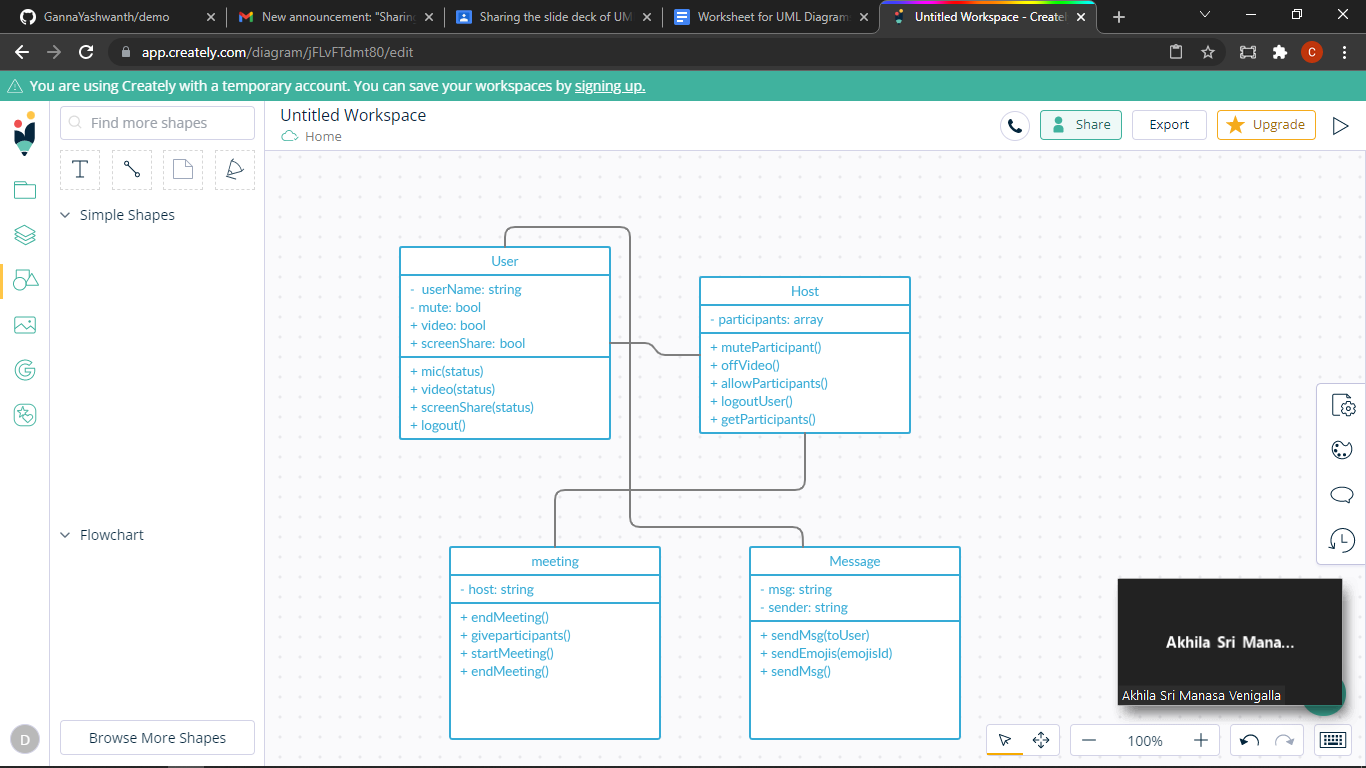 GannaYashwanth/demo
New announcement: "Sharing
Sharing the slide deck of UM
Worksheet for UML Diagram
Untitled Workspace - Createl
app.creately.com/diagram/jFLvFTdmt80/edit
C
You are using Creately with a temporary account. You can save your workspaces by signing up.
Find more shapes
T
Simple Shapes
Flowchart
Browse More Shapes
D
Untitled Workspace
Home
Share
Export
Upgrade
User
- userName: string
- mute: bool
+ video: bool
+ screenShare: bool
+ mic(status)
+ video(status)
+ screenShare(status)
+ logout()
Host
- participants: array
+ muteParticipant()
+ offVideo()
+ allowParticipants()
+ logoutUser()
+ getParticipants()
meeting
- host: string
+ endMeeting()
+ giveparticipants()
+ startMeeting()
+ endMeeting()
Message
- msg: string
- sender: string
+ sendMsg(toUser)
+ sendEmojis(emojisId)
+ sendMsg()
Akhila Sri Mana...
Akhila Sri Manasa Venigalla
100%